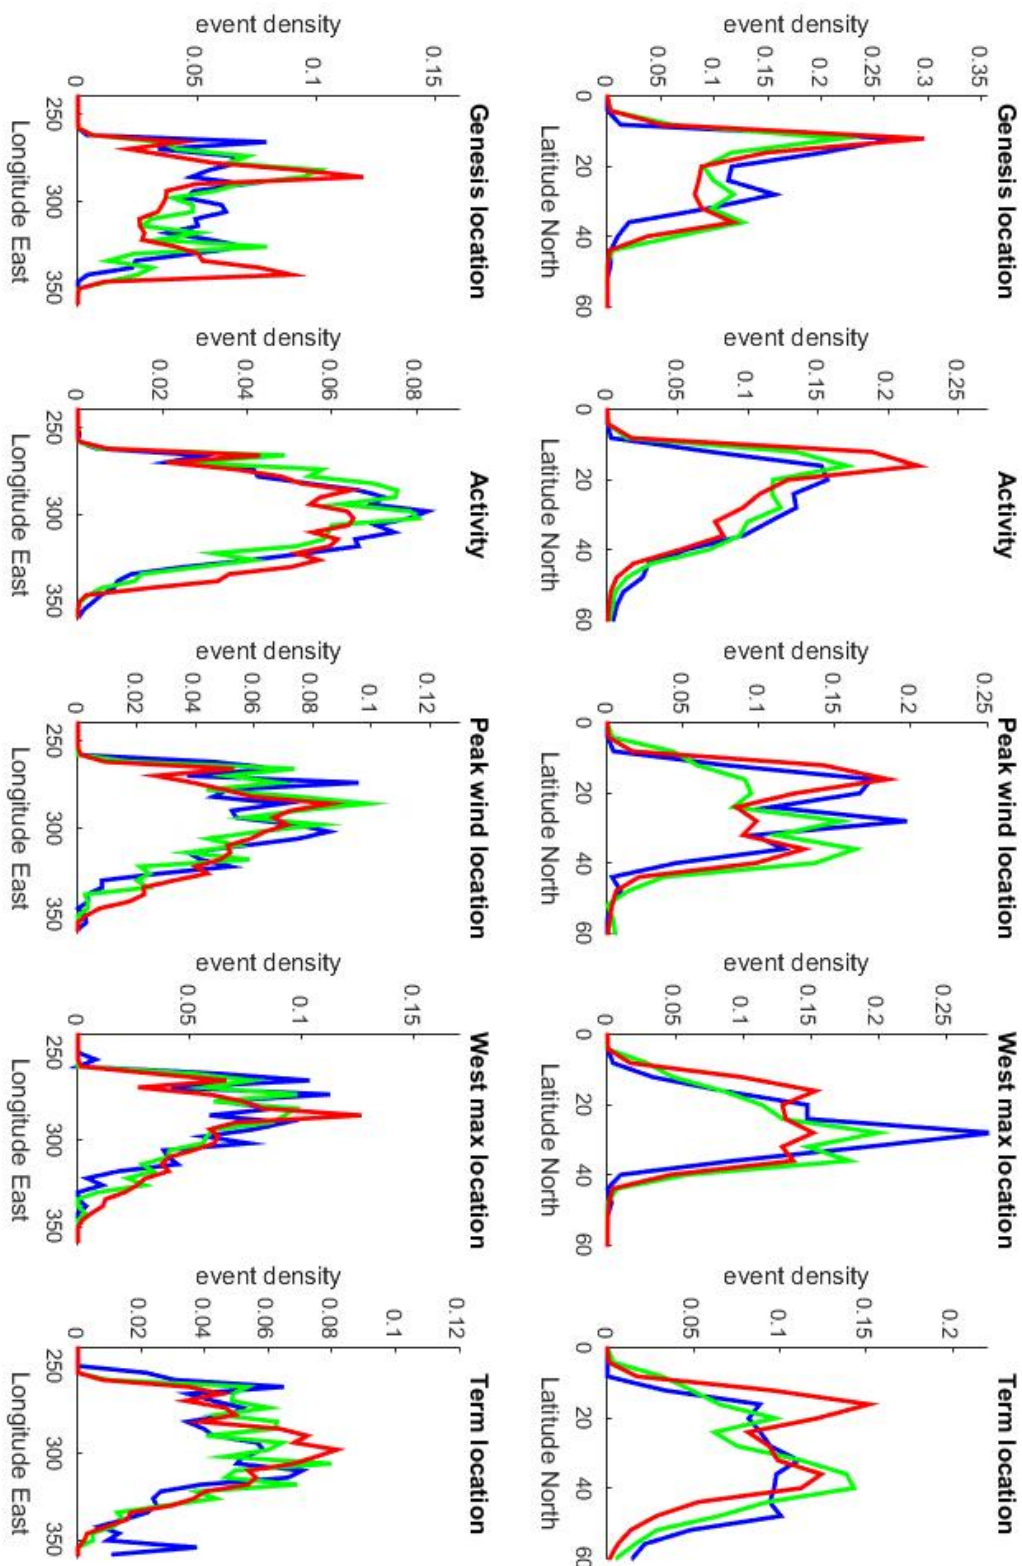 Genesis location
event density
0.35
0.3
0.25
0.2
0.15
0.1
0.05
0
0 20 40 60
Latitude North
Activity
event density
0.25
0.2
0.15
0.1
0.05
0
0 20 40 60
Latitude North
Peak wind location
event density
0.25
0.2
0.15
0.1
0.05
0
0 20 40 60
Latitude North
West max location
event density
0.25
0.2
0.15
0.1
0.05
0
0 20 40 60
Latitude North
Term location
event density
0.2
0.15
0.1
0.05
0
0 20 40 60
Latitude North
Genesis location
event density
0.15
0.1
0.05
0
250 300 350
Longitude East
Activity
event density
0.08
0.06
0.04
0.02
0
250 300 350
Longitude East
Peak wind location
event density
0.12
0.1
0.08
0.06
0.04
0.02
0
250 300 350
Longitude East
West max location
event density
0.15
0.1
0.05
0
250 300 350
Longitude East
Term location
event density
0.12
0.1
0.08
0.06
0.04
0.02
0
250 300 350
Longitude East